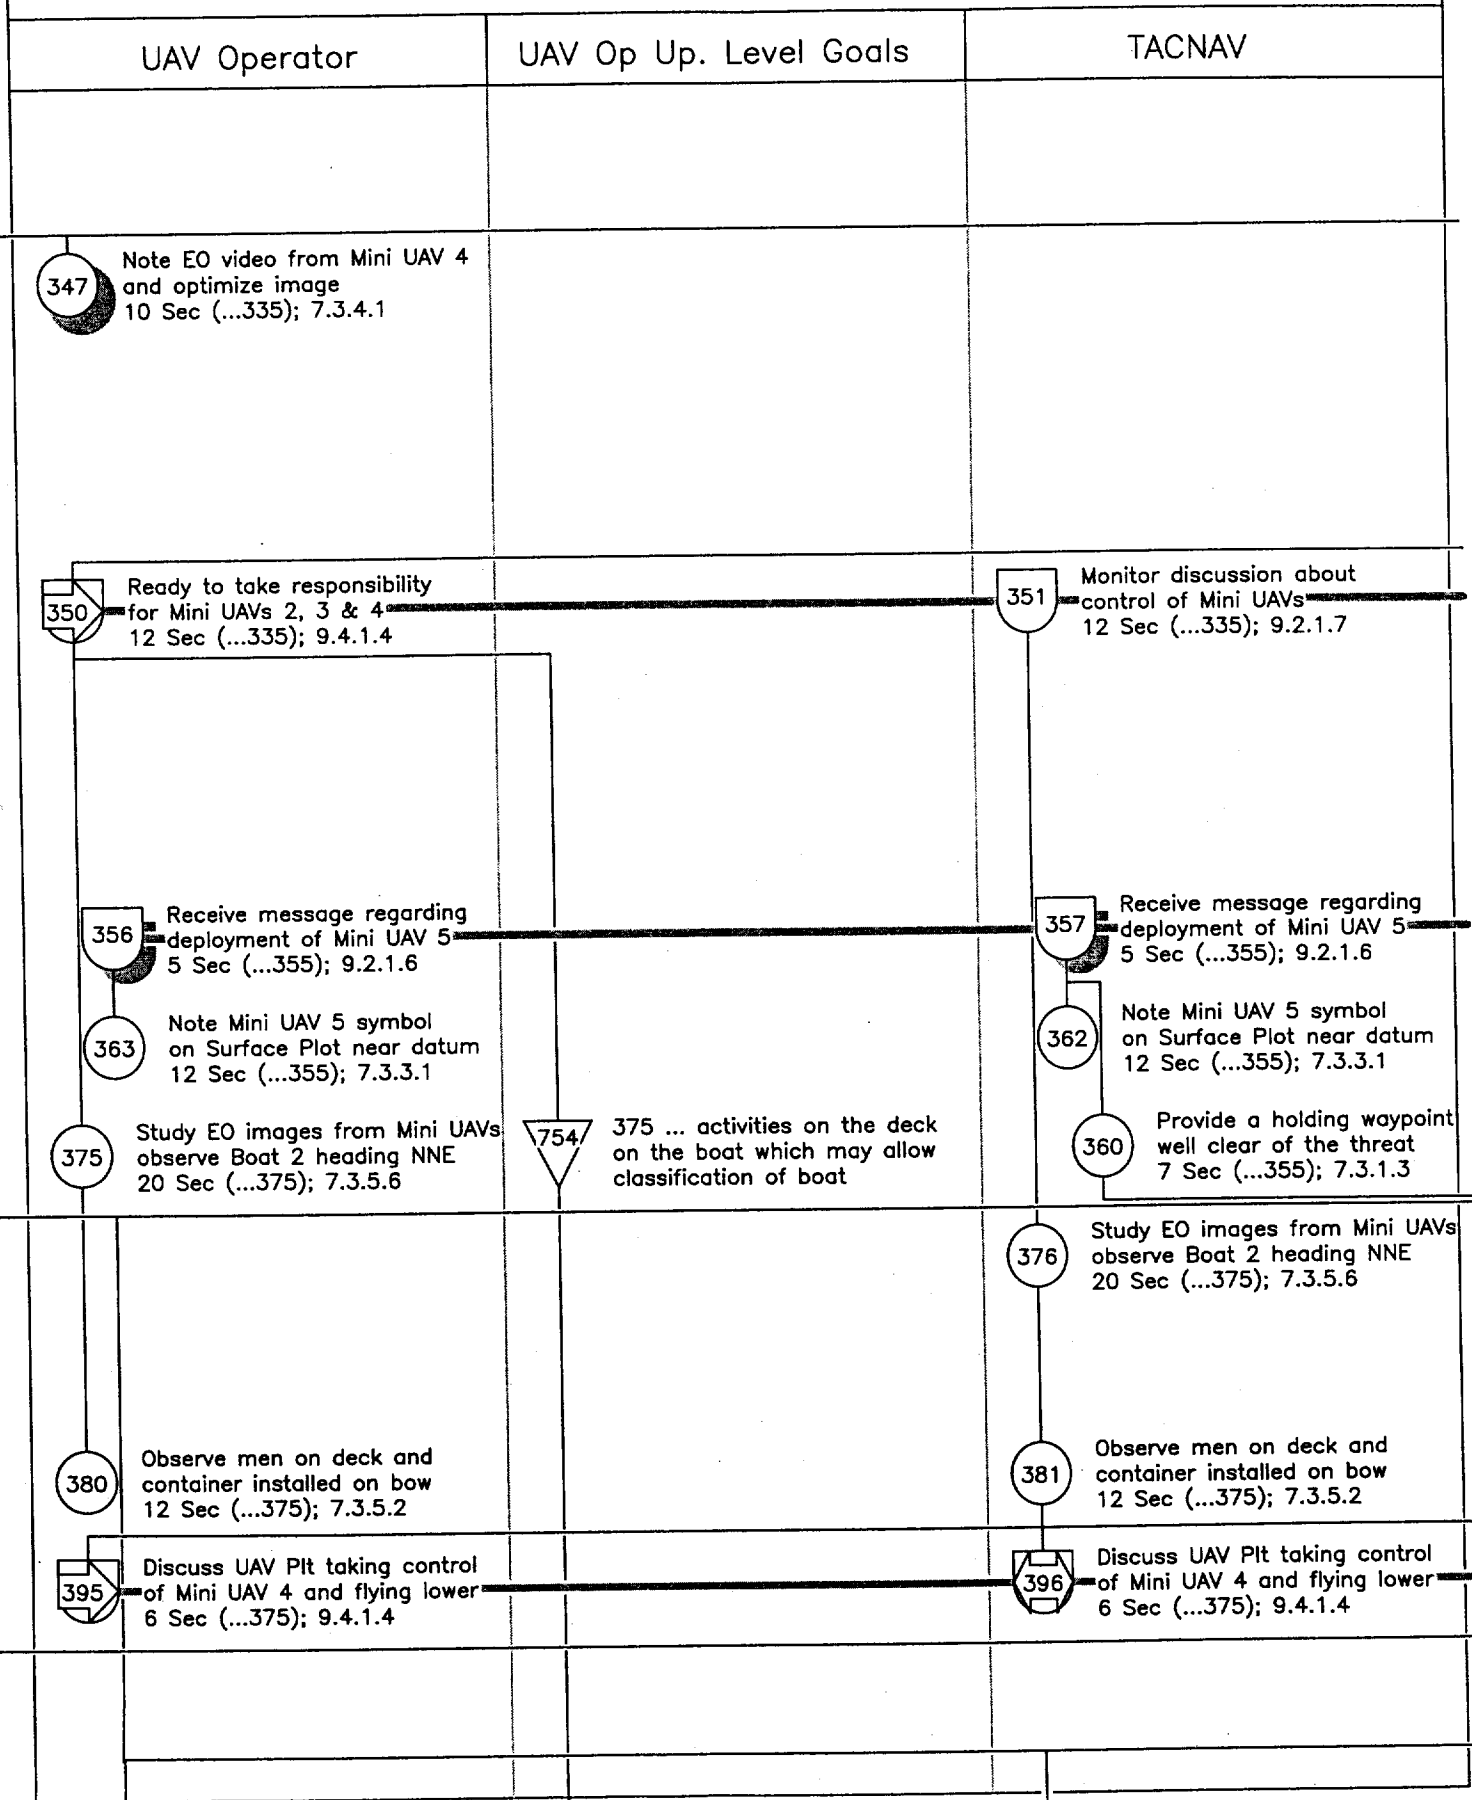 UAV Operator
UAV Op Up. Level Goals
TACNAV
347
Note EO video from Mini UAV 4
and optimize image
10 Sec (...335); 7.3.4.1
350
Ready to take responsibility
for Mini UAVs 2, 3 & 4
12 Sec (...335); 9.4.1.4
351
Monitor discussion about
control of Mini UAVs
12 Sec (...335); 9.2.1.7
356
Receive message regarding
deployment of Mini UAV 5
5 Sec (...355); 9.2.1.6
357
Receive message regarding
deployment of Mini UAV 5
5 Sec (...355); 9.2.1.6
363
Note Mini UAV 5 symbol
on Surface Plot near datum
12 Sec (...355); 7.3.3.1
362
Note Mini UAV 5 symbol
on Surface Plot near datum
12 Sec (...355); 7.3.3.1
375
Study EO images from Mini UAVs
observe Boat 2 heading NNE
20 Sec (...375); 7.3.5.6
754
375 ... activities on the deck
on the boat which may allow
classification of boat
360
Provide a holding waypoint
well clear of the threat
7 Sec (...355); 7.3.1.3
376
Study EO images from Mini UAVs
observe Boat 2 heading NNE
20 Sec (...375); 7.3.5.6
380
Observe men on deck and
container installed on bow
12 Sec (...375); 7.3.5.2
381
Observe men on deck and
container installed on bow
12 Sec (...375); 7.3.5.2
395
Discuss UAV Plt taking control
of Mini UAV 4 and flying lower
6 Sec (...375); 9.4.1.4
396
Discuss UAV Plt taking control
of Mini UAV 4 and flying lower
6 Sec (...375); 9.4.1.4